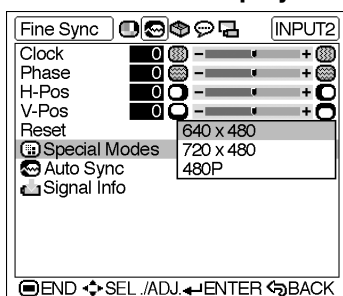 Fine Sync INPUT2
Clock 0 - +
Phase 0 - +
H-Pos 0 - +
V-Pos 0 - +
Reset 640 x 480
Special Modes 720 x 480
Auto Sync 480P
Signal Info
END SEL./ADJ. ENTER BACK